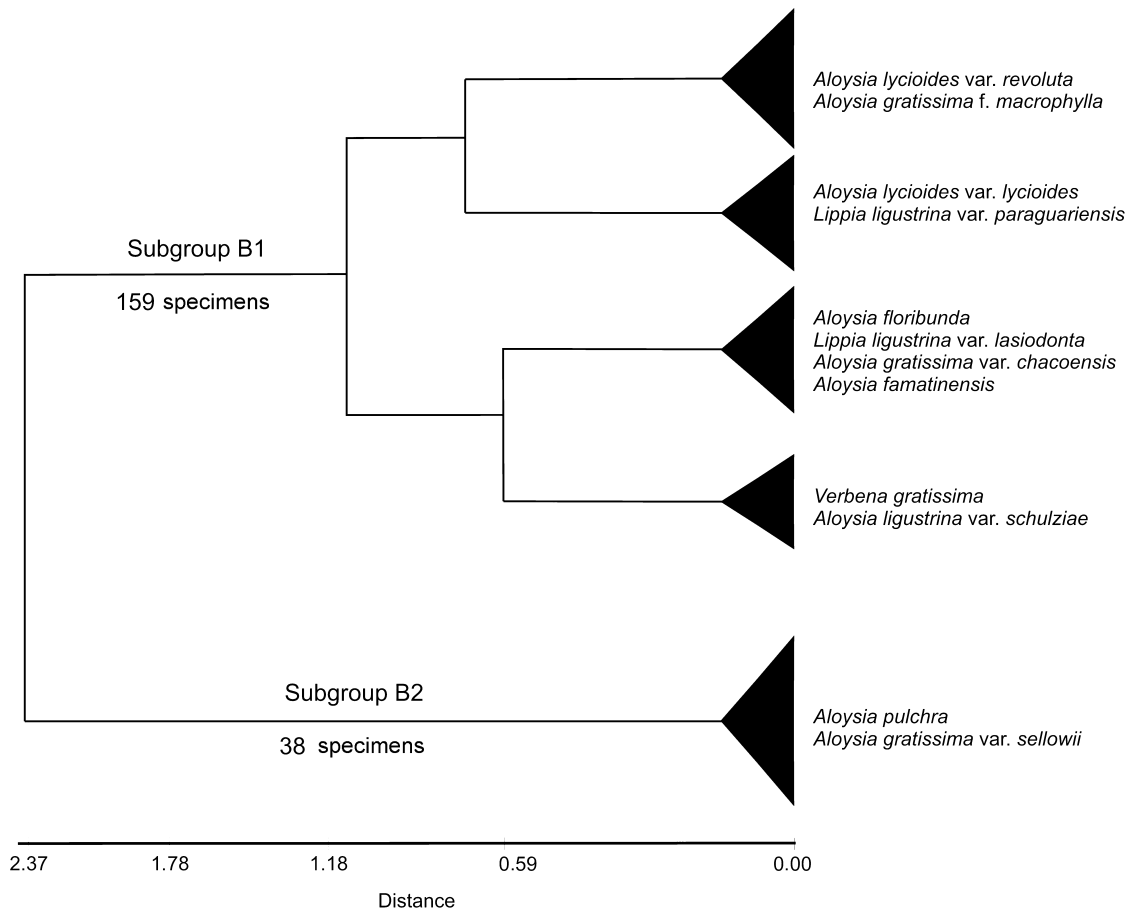 Aloysia lycioides var. revoluta
Aloysia gratissima f. macrophylla
Aloysia lycioides var. lycioides
Lippia ligustrina var. paraguariensis
Subgroup B1
159 specimens
Aloysia floribunda
Lippia ligustrina var. lasiodonta
Aloysia gratissima var. chacoensis
Aloysia famatinensis
Verbena gratissima
Aloysia ligustrina var. schulziae
Subgroup B2
38 specimens
Aloysia pulchra
Aloysia gratissima var. sellowii
2.37 1.78 1.18 0.59 0.00
Distance